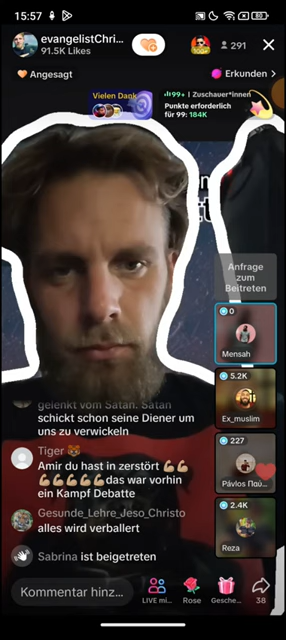 15:57
80
evangelistChri...
91.5K Likes
291
Angesagt
Erkunden >
Vielen Dank
99+ | Zuschauer*innen
Punkte erforderlich
für 99: 184K
Anfrage
zum
Beitreten
0
Mensah
5.2K
Ex_muslim
227
Pávlos Παύ...
2.4K
Reza
gelenkt vom Satan. Satan
schickt schon seine Diener um
uns zu verwickeln
Tiger 🐯
Amir du hast in zerstört 💪🏻💪🏻
💪🏻💪🏻💪🏻💪🏻💪🏻das war vorhin
ein Kampf Debatte
Gesunde_Lehre_Jeso_Christo
alles wird verballert
Sabrina ist beigetreten
Kommentar hinz...
LIVE mi...
Rose
Gesche...
38